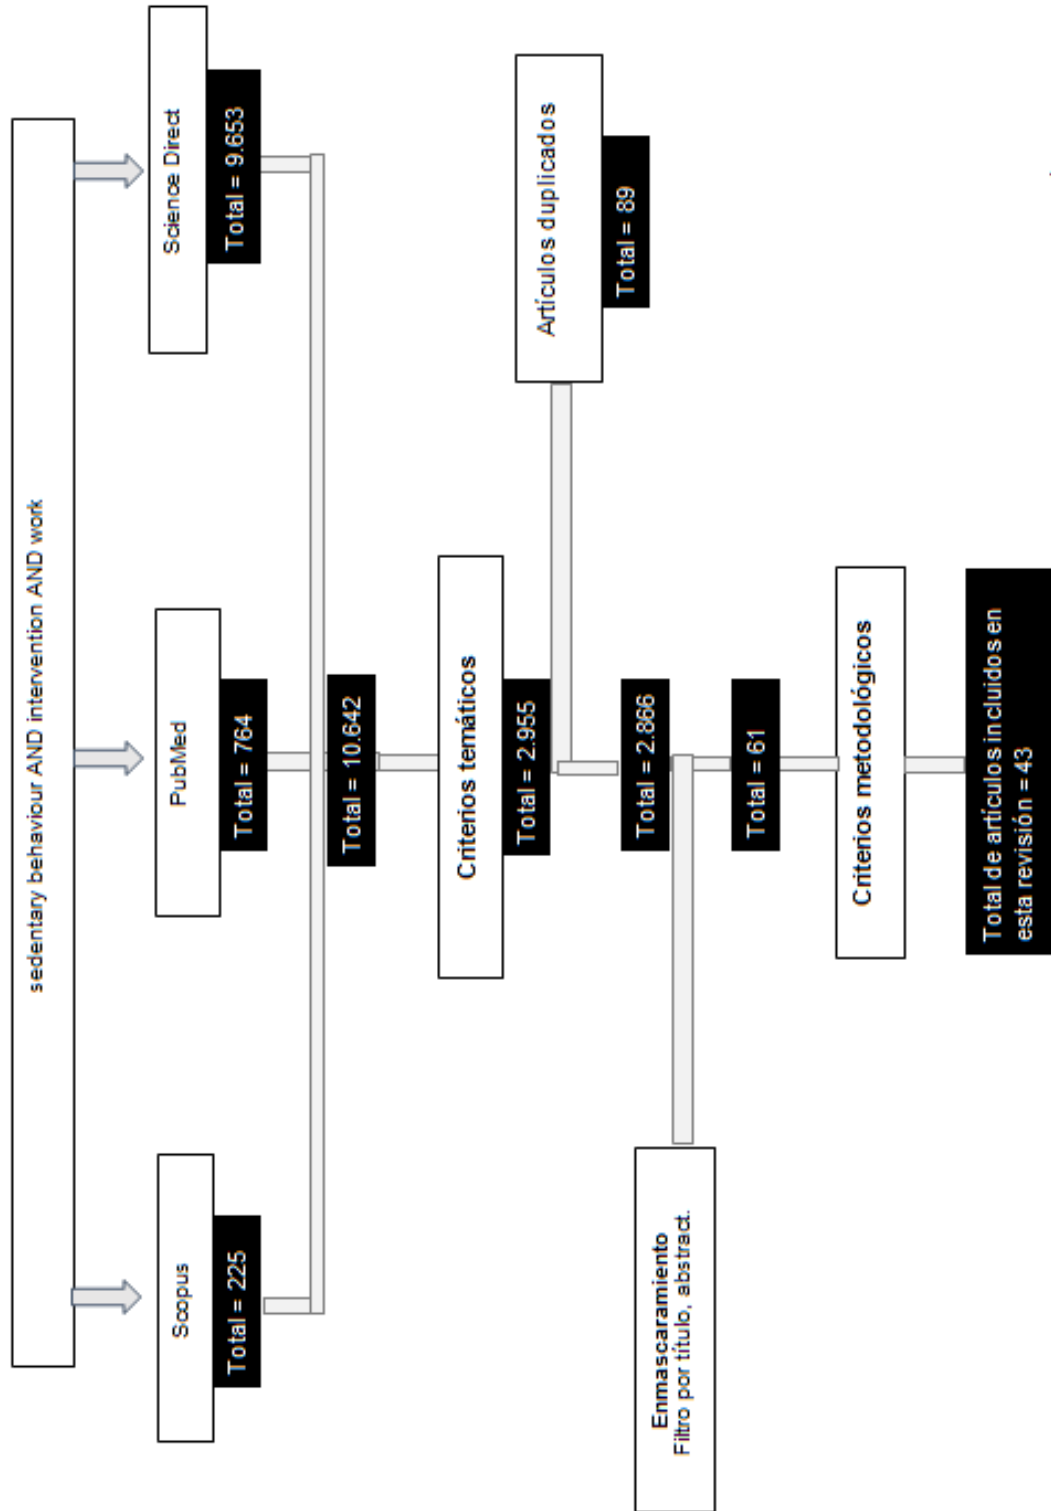 sedentary behaviour AND intervention AND work
Scopus
Total = 225
PubMed
Total = 764
Science Direct
Total = 9.653
Total = 10.642
Criterios temáticos
Total = 2.955
Artículos duplicados
Total = 89
Total = 2.866
Enmascaramiento
Filtro por título, abstract.
Total = 61
Criterios metodológicos
Total de artículos incluidos en
esta revisión = 43